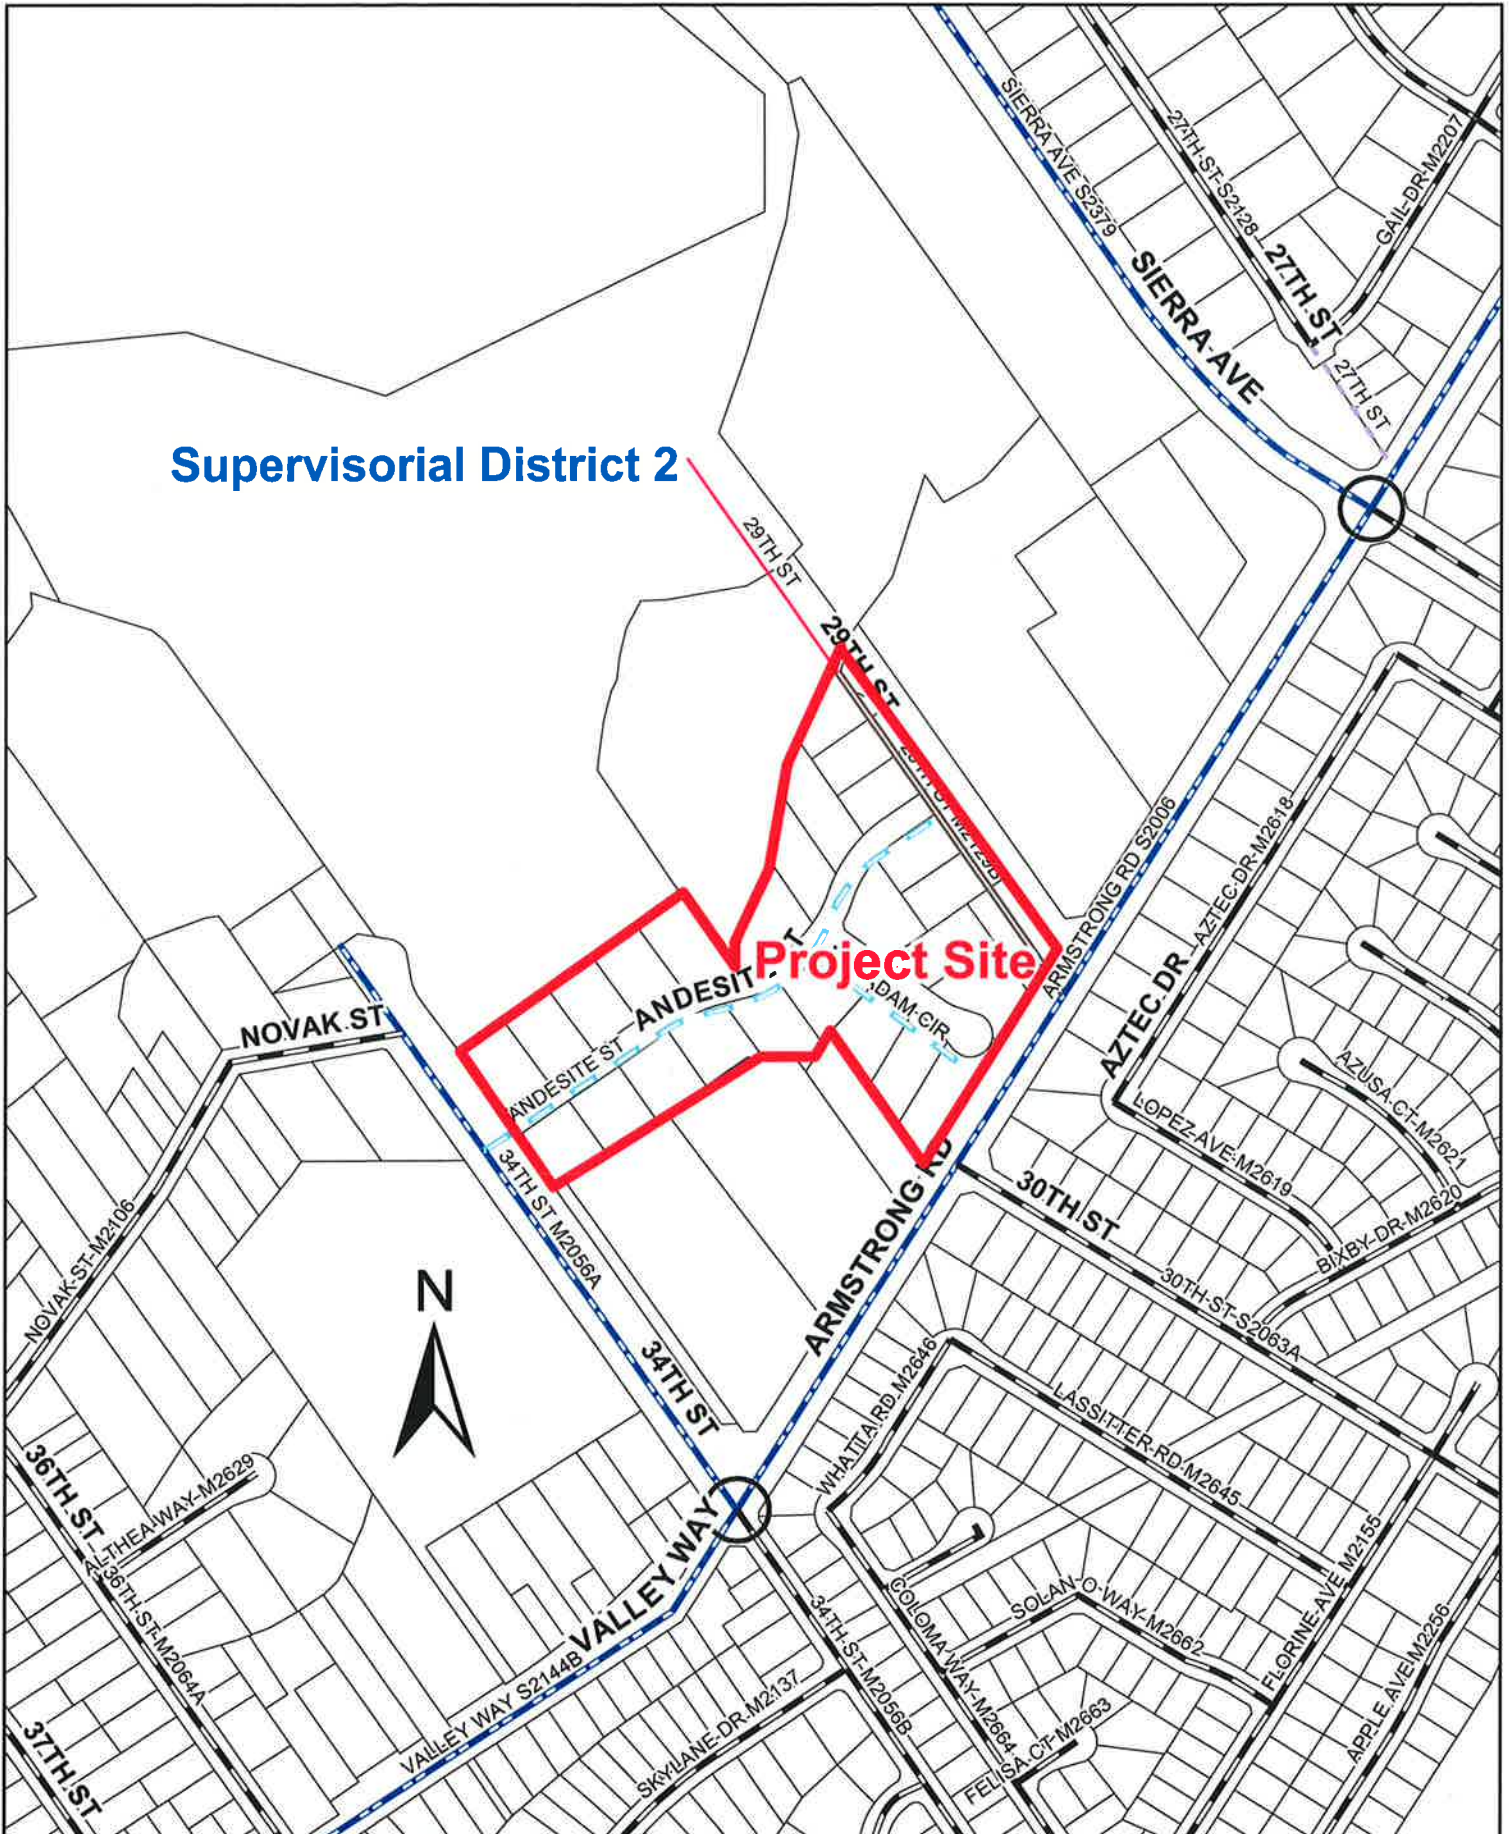 SIERRA AVE S2379
27TH-ST-S2128
GAIL-DR-M2207
27TH ST
SIERRA-AVE
27TH ST
Supervisorial District 2
29TH ST
29TH ST
ARMSTRONG RD S2006
AZTEC-DR-M2618
Project Site
ANDESIT
DAM-CIR
AZTEC DR
NOVAK ST
ANDESITE ST
AZUSA-CT-M2621
LOPEZ-AVE-M2619
BIXBY-DR-M2620
34TH ST M2056A
30TH ST
NOVAK-ST-M2106
30TH-ST-S2063A
N
ARMSTRONG RD
34TH ST
WHATILA RD M2646
LASSITTER-RD-M2645
36TH ST
ALTHEA-WAY-M2629
36TH-ST-M2064A
VALLEY WAY
VALLEY WAY S2144B
34TH-ST-M2056B
COLOMA-WAY-M2664
SOLAN-O-WAY-M2662
FLORINE-AVE M2155
APPLE AVE-M2256
SKYLANE-DR-M2137
FELISA-CT-M2663
37TH ST